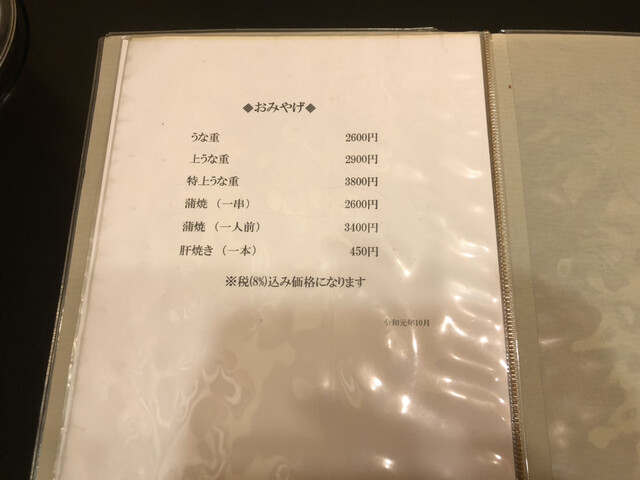 ◆おみやげ◆
うな重 2600円
上うな重 2900円
特上うな重 3800円
蒲焼（一串） 2600円
蒲焼（一人前） 3400円
肝焼き（一本） 450円
※税(8%)込み価格になります
令和元年10月